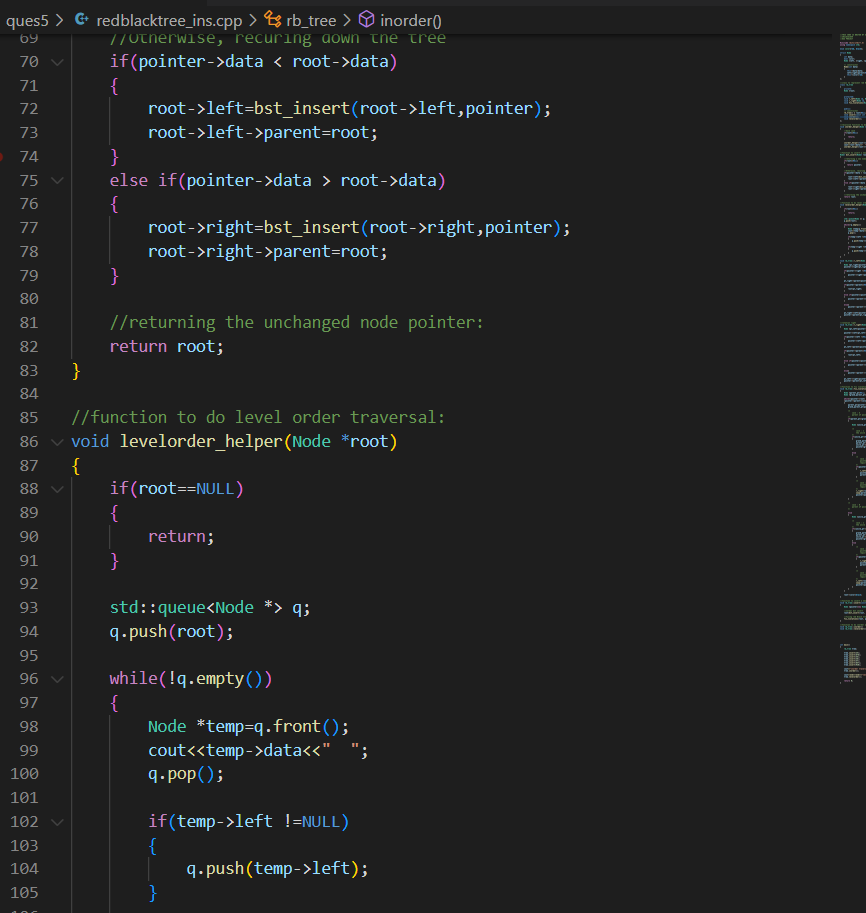 ques5 > redblacktree_ins.cpp > rb_tree > inorder()
69 //Otherwise, recuring down the tree
70 if(pointer->data < root->data)
71 {
72 root->left=bst_insert(root->left,pointer);
73 root->left->parent=root;
74 }
75 else if(pointer->data > root->data)
76 {
77 root->right=bst_insert(root->right,pointer);
78 root->right->parent=root;
79 }
80
81 //returning the unchanged node pointer:
82 return root;
83 }
84
85 //function to do level order traversal:
86 void levelorder_helper(Node *root)
87 {
88 if(root==NULL)
89 {
90 return;
91 }
92
93 std::queue<Node *> q;
94 q.push(root);
95
96 while(!q.empty())
97 {
98 Node *temp=q.front();
99 cout<<temp->data<<"  ";
100 q.pop();
101
102 if(temp->left !=NULL)
103 {
104 q.push(temp->left);
105 }